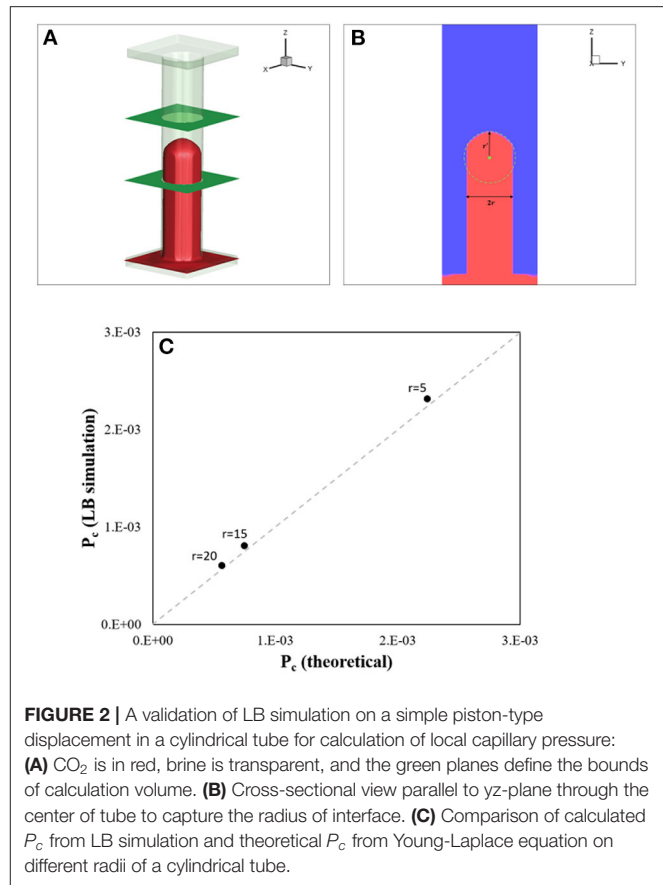 A
Z
X
Y
B
Z
X
Y
r'
2r
C
3.E-03
2.E-03
1.E-03
0.E+00
P_c (LB simulation)
r=5
r=15
r=20
0.E+00
1.E-03
2.E-03
3.E-03
P_c (theoretical)
FIGURE 2 | A validation of LB simulation on a simple piston-type
displacement in a cylindrical tube for calculation of local capillary pressure:
(A) CO₂ is in red, brine is transparent, and the green planes define the bounds
of calculation volume. (B) Cross-sectional view parallel to yz-plane through the
center of tube to capture the radius of interface. (C) Comparison of calculated
P_c from LB simulation and theoretical P_c from Young-Laplace equation on
different radii of a cylindrical tube.